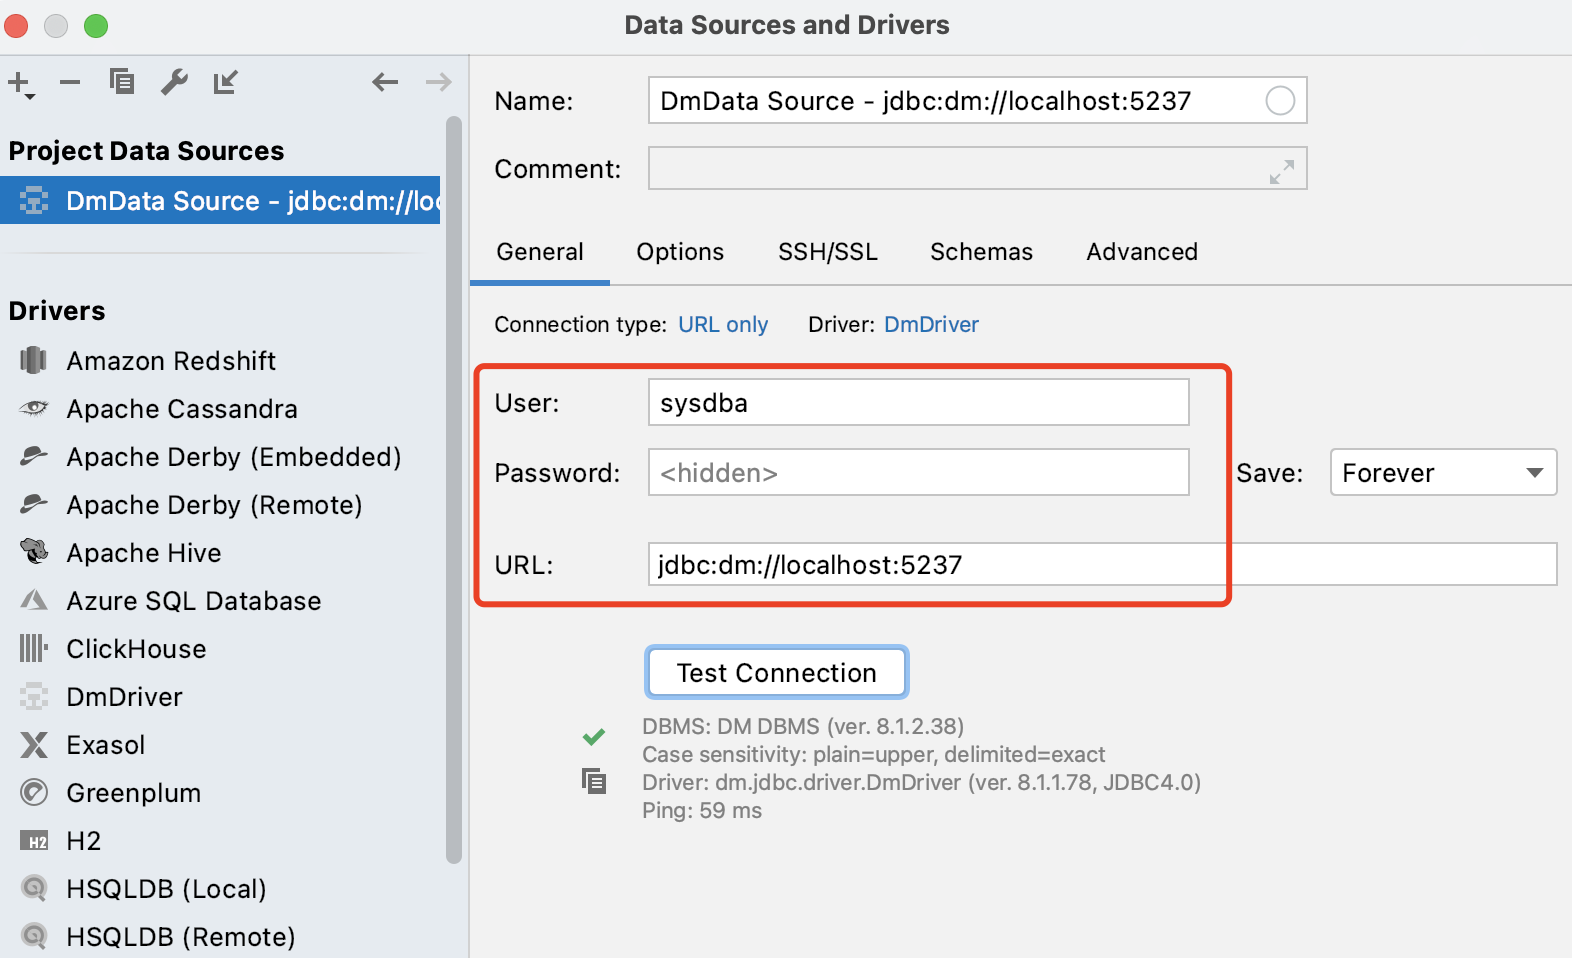 Data Sources and Drivers
Project Data Sources
DmData Source - jdbc:dm://loc
Drivers
Amazon Redshift
Apache Cassandra
Apache Derby (Embedded)
Apache Derby (Remote)
Apache Hive
Azure SQL Database
ClickHouse
DmDriver
Exasol
Greenplum
H2
H2
HSQLDB (Local)
HSQLDB (Remote)
Name: DmData Source - jdbc:dm://localhost:5237
Comment:
General Options SSH/SSL Schemas Advanced
Connection type: URL only Driver: DmDriver
User: sysdba
Password: <hidden> Save: Forever
URL: jdbc:dm://localhost:5237
Test Connection
DBMS: DM DBMS (ver. 8.1.2.38)
Case sensitivity: plain=upper, delimited=exact
Driver: dm.jdbc.driver.DmDriver (ver. 8.1.1.78, JDBC4.0)
Ping: 59 ms